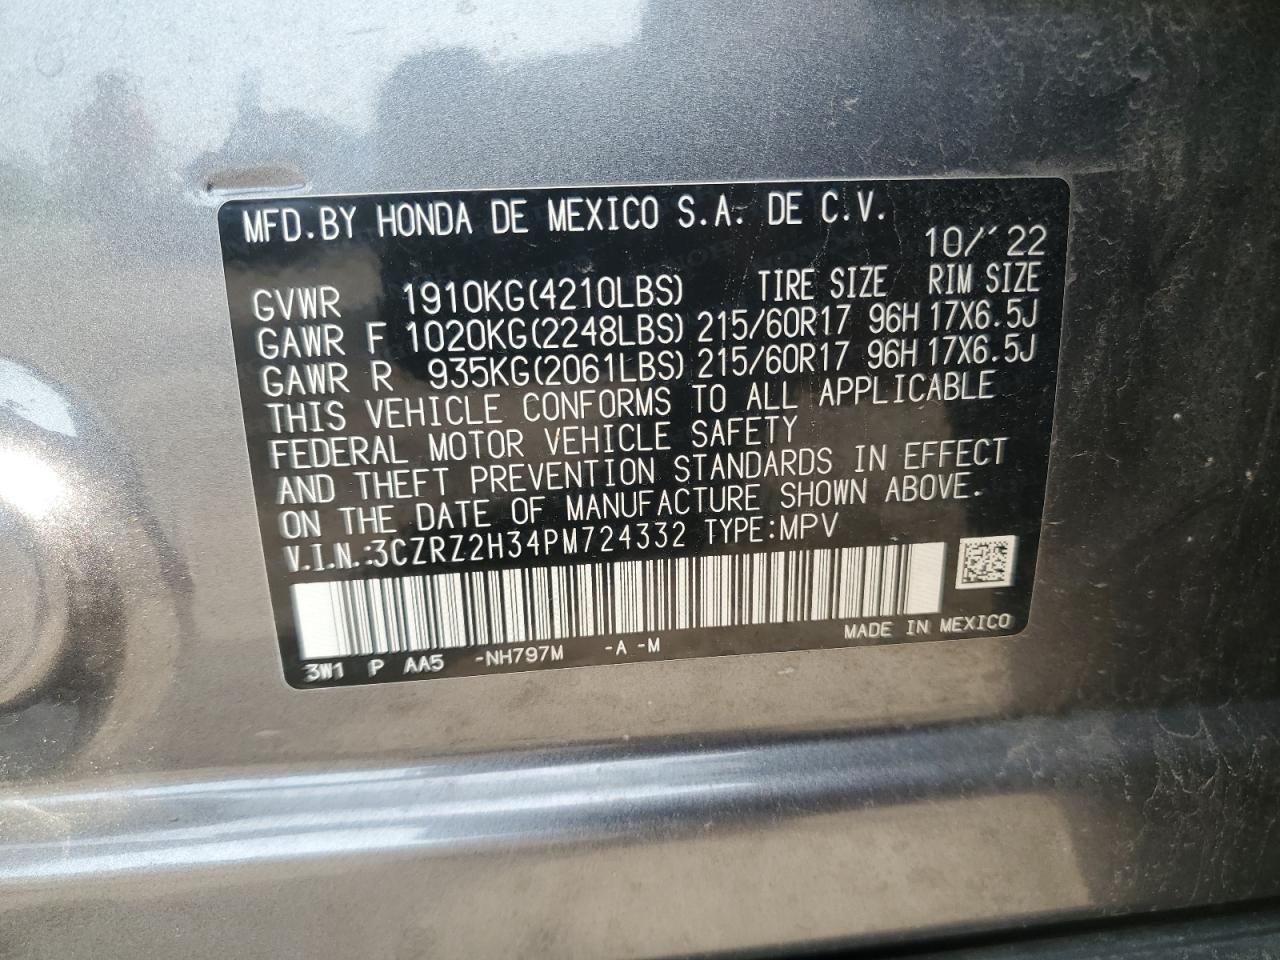 MFD.BY HONDA DE MEXICO S.A. DE C.V.
10/'22
GVWR 1910KG(4210LBS) TIRE SIZE RIM SIZE
GAWR F 1020KG(2248LBS) 215/60R17 96H 17X6.5J
GAWR R 935KG(2061LBS) 215/60R17 96H 17X6.5J
THIS VEHICLE CONFORMS TO ALL APPLICABLE
FEDERAL MOTOR VEHICLE SAFETY
AND THEFT PREVENTION STANDARDS IN EFFECT
ON THE DATE OF MANUFACTURE SHOWN ABOVE.
V.I.N.:3CZRZ2H34PM724332 TYPE:MPV
MADE IN MEXICO
3W1 P AA5 -NH797M -A -M